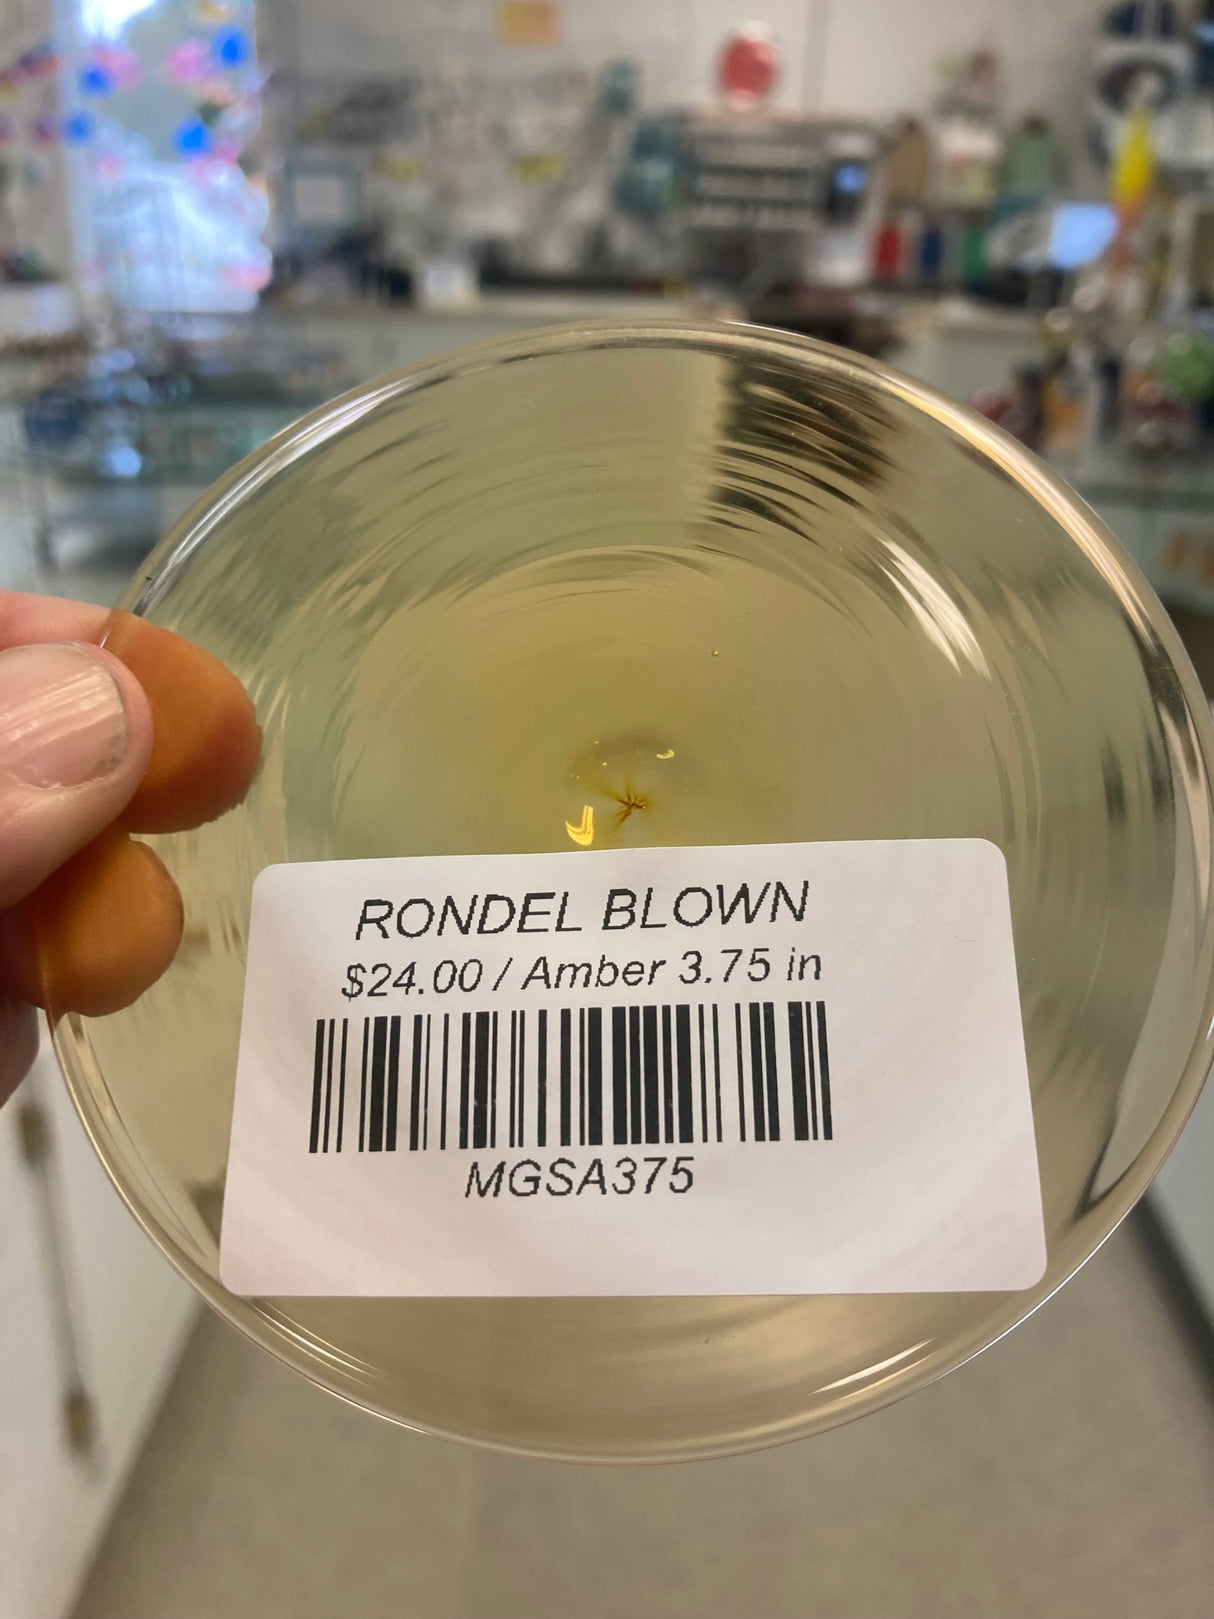 RONDEL BLOWN
$24.00 / Amber 3.75 in
MGSA375